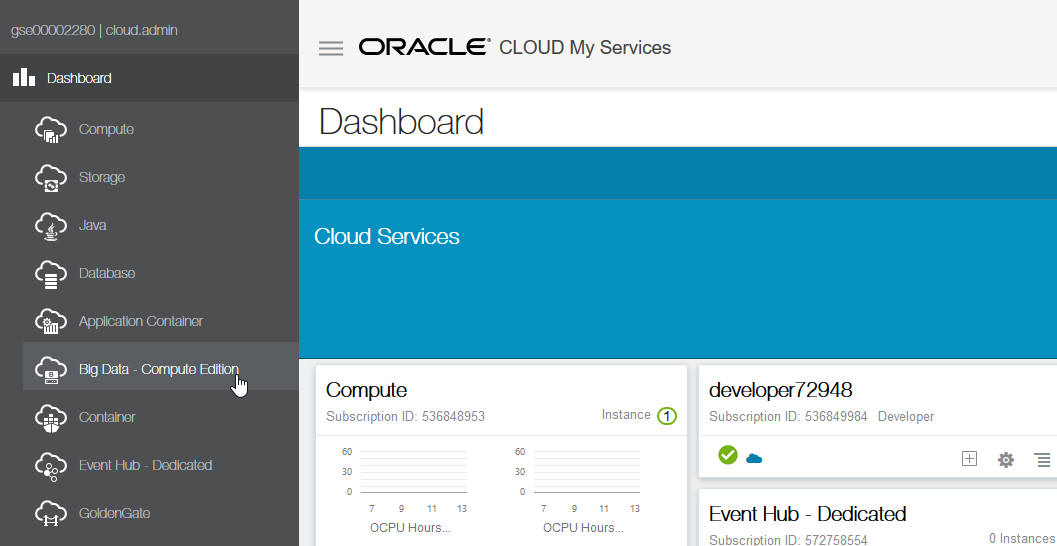 gse00002280 | cloud.admin
Dashboard
Compute
Storage
Java
Database
Application Container
Big Data - Compute Edition
Container
Event Hub - Dedicated
GoldenGate
ORACLE® CLOUD My Services
Dashboard
Cloud Services
Compute
Subscription ID: 536848953 Instance 1
60 60
30 30
0 0
7 9 11 13 7 9 11 13
OCPU Hours... OCPU Hours...
developer72948
Subscription ID: 536849984 Developer
Event Hub - Dedicated
Subscription ID: 572758554 0 Instances